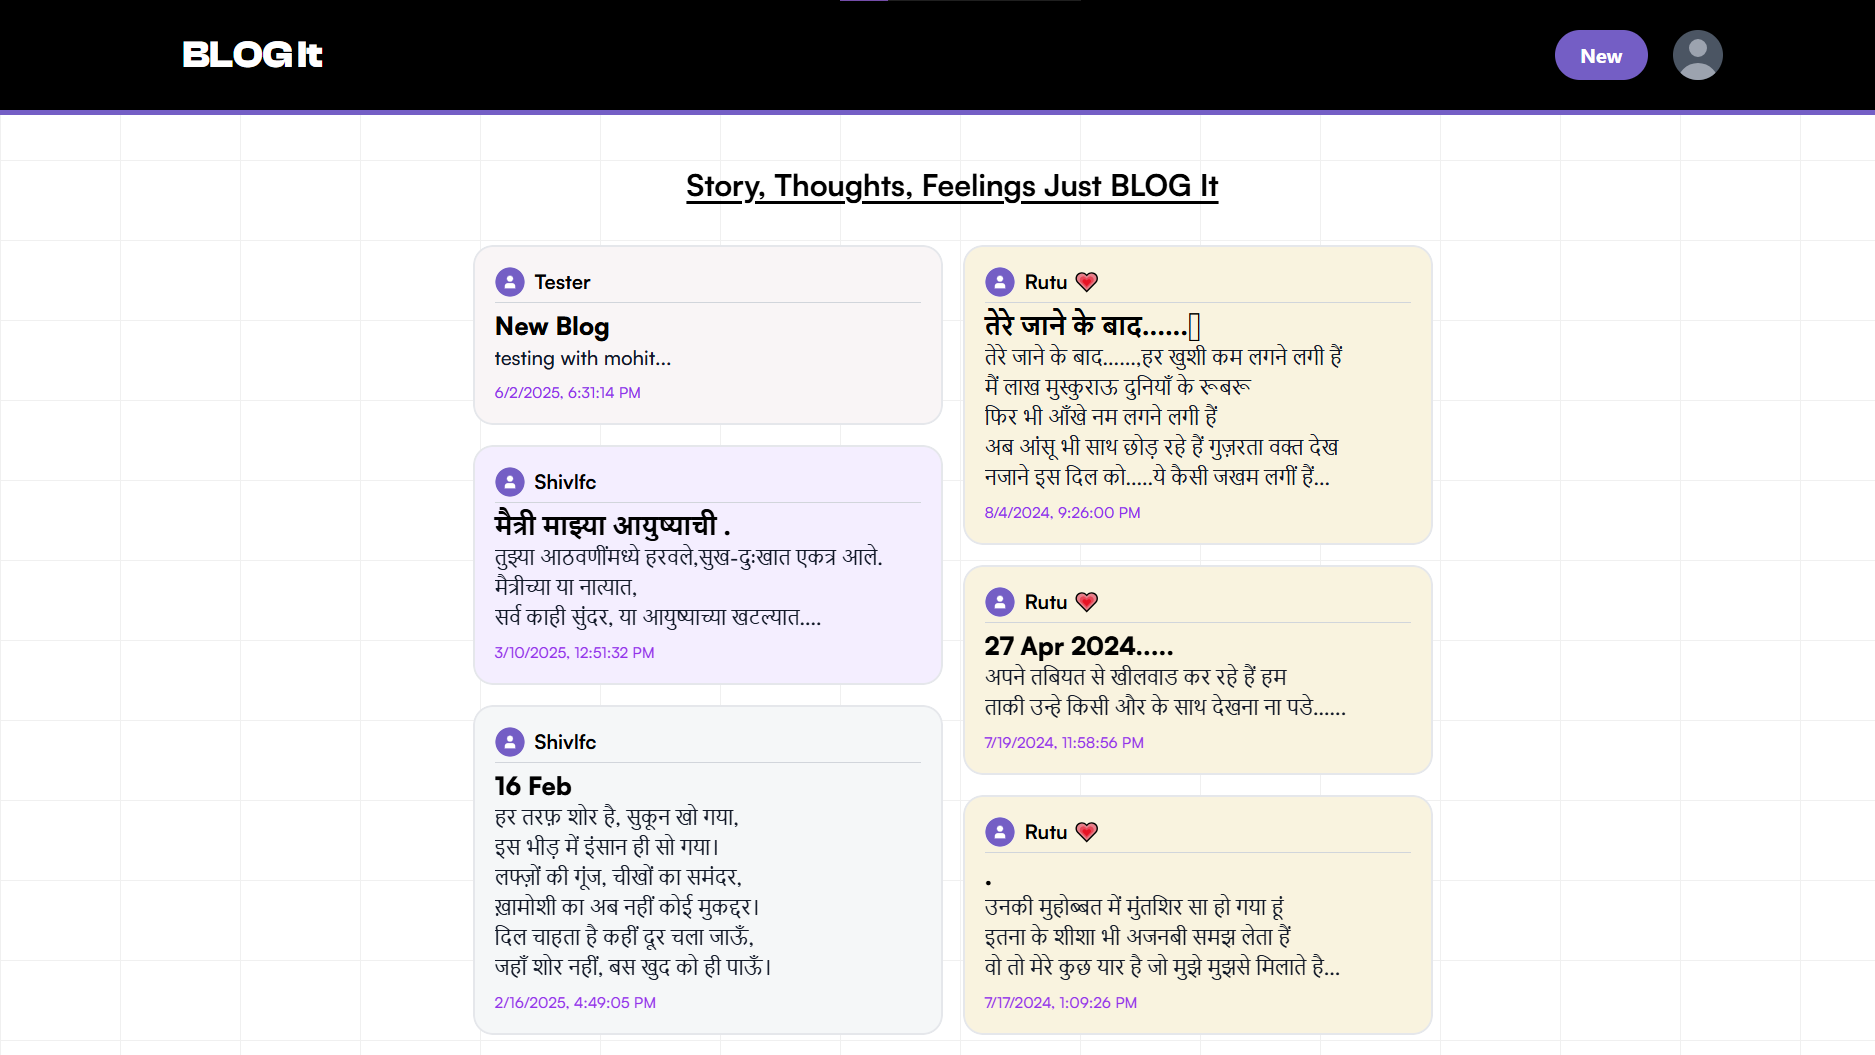 BLOG It
New
Story, Thoughts, Feelings Just BLOG It
Tester
New Blog
testing with mohit...
6/2/2025, 6:31:14 PM
Shivlfc
मैत्री माझ्या आयुष्याची .
तुझ्या आठवणींमध्ये हरवले,सुख-दुःखात एकत्र आले.
मैत्रीच्या या नात्यात,
सर्व काही सुंदर, या आयुष्याच्या खटल्यात....
3/10/2025, 12:51:32 PM
Shivlfc
16 Feb
हर तरफ़ शोर है, सुकून खो गया,
इस भीड़ में इंसान ही सो गया।
लफ्ज़ों की गूंज, चीखों का समंदर,
ख़ामोशी का अब नहीं कोई मुकद्दर।
दिल चाहता है कहीं दूर चला जाऊँ,
जहाँ शोर नहीं, बस खुद को ही पाऊँ।
2/16/2025, 4:49:05 PM
Rutu ❤️
तेरे जाने के बाद......
तेरे जाने के बाद......,हर खुशी कम लगने लगी हैं
मैं लाख मुस्कुराऊ दुनियाँ के रूबरू
फिर भी आँखे नम लगने लगी हैं
अब आंसू भी साथ छोड़ रहे हैं गुज़रता वक्त देख
नजाने इस दिल को.....ये कैसी जखम लगीं हैं...
8/4/2024, 9:26:00 PM
Rutu ❤️
27 Apr 2024.....
अपने तबियत से खीलवाड कर रहे हैं हम
ताकी उन्हे किसी और के साथ देखना ना पडे......
7/19/2024, 11:58:56 PM
Rutu ❤️
.
उनकी मुहोब्बत में मुंतशिर सा हो गया हूं
इतना के शीशा भी अजनबी समझ लेता हैं
वो तो मेरे कुछ यार है जो मुझे मुझसे मिलाते है...
7/17/2024, 1:09:26 PM